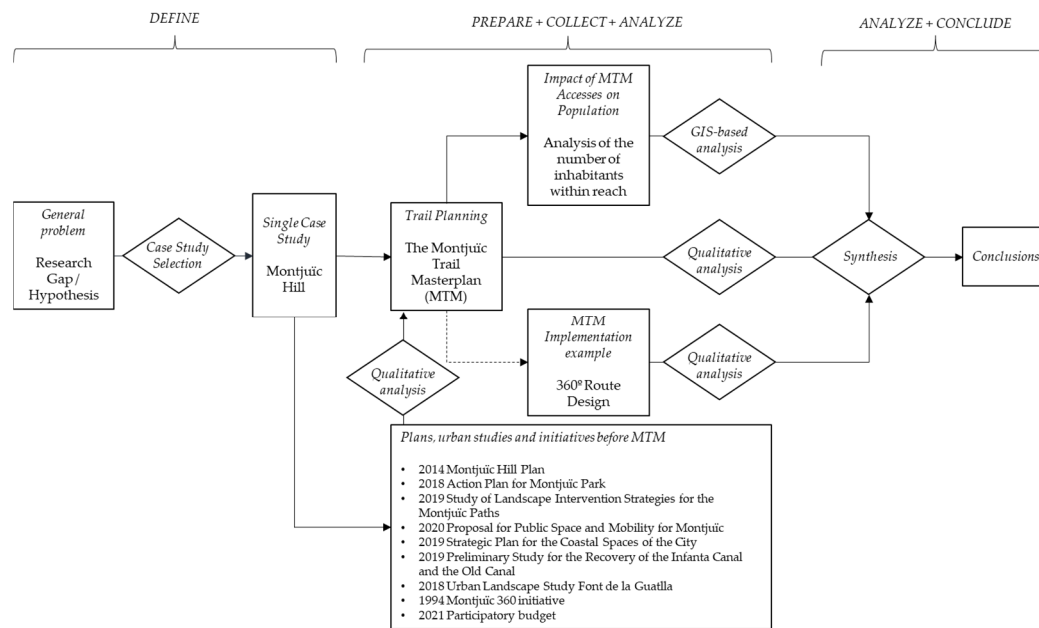 DEFINE
PREPARE + COLLECT + ANALYZE
ANALYZE + CONCLUDE
Impact of MTM
Accesses on
Population
Analysis of the
number of
inhabitants
within reach
GIS-based
analysis
General
problem
Research
Gap /
Hypothesis
Case Study
Selection
Single Case
Study
Montjuïc
Hill
Trail Planning
The Montjuïc
Trail
Masterplan
(MTM)
Qualitative
analysis
Synthesis
Conclusions
MTM
Implementation
example
360º Route
Design
Qualitative
analysis
Qualitative
analysis
Plans, urban studies and initiatives before MTM
• 2014 Montjuïc Hill Plan
• 2018 Action Plan for Montjuïc Park
• 2019 Study of Landscape Intervention Strategies for the
Montjuïc Paths
• 2020 Proposal for Public Space and Mobility for Montjuïc
• 2019 Strategic Plan for the Coastal Spaces of the City
• 2019 Preliminary Study for the Recovery of the Infanta Canal
and the Old Canal
• 2018 Urban Landscape Study Font de la Guatlla
• 1994 Montjuïc 360 initiative
• 2021 Participatory budget